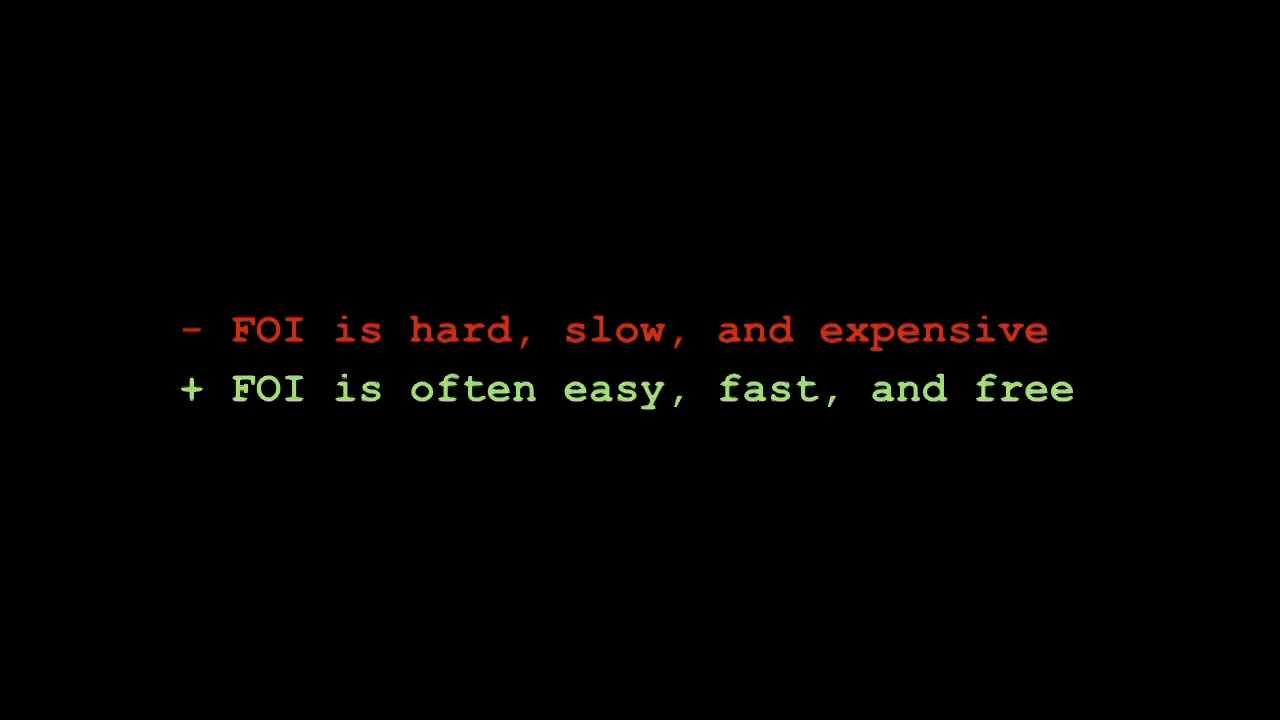 - FOI is hard, slow, and expensive
+ FOI is often easy, fast, and free